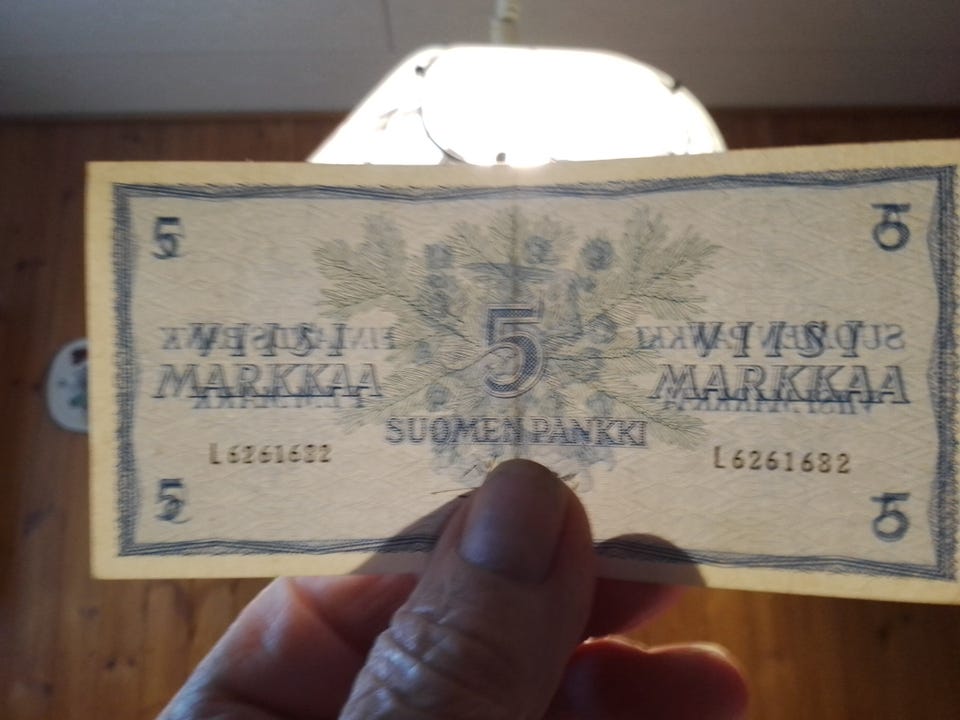 5 5
VIISI VIISI
MARKKAA 5 MARKKAA
SUOMEN PANKKI
L6261682 L6261682
5 5